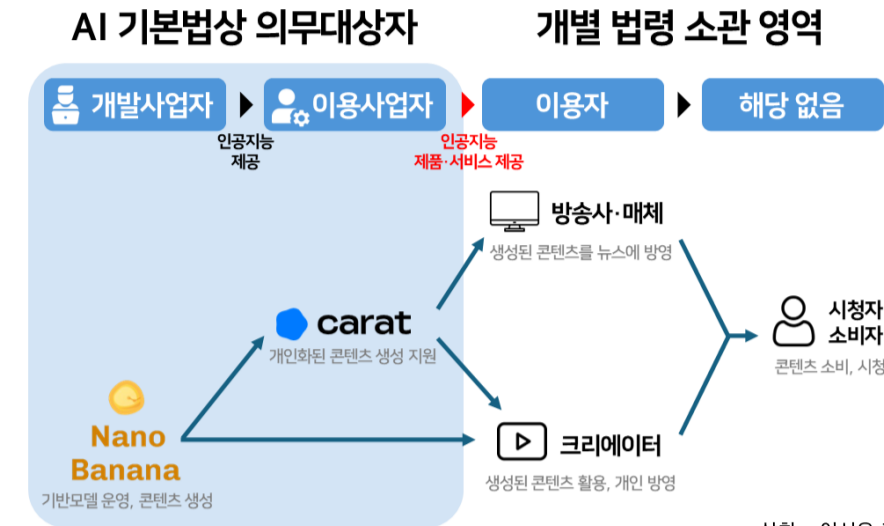 AI 기본법상 의무대상자
개별 법령 소관 영역
개발사업자
이용사업자
이용자
해당 없음
인공지능
제공
인공지능
제품·서비스 제공
방송사·매체
생성된 콘텐츠를 뉴스에 방영
carat
개인화된 콘텐츠 생성 지원
시청자
소비자
콘텐츠 소비, 시청
Nano
Banana
기반모델 운영, 콘텐츠 생성
크리에이터
생성된 콘텐츠 활용, 개인 방영